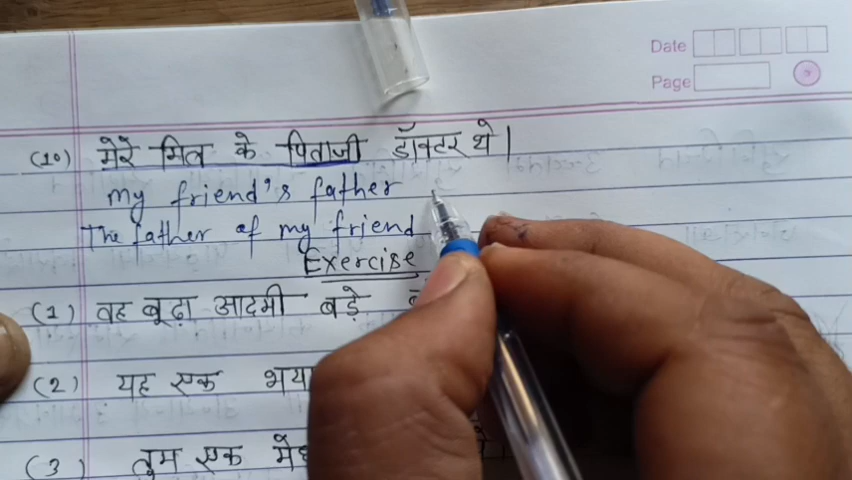 Date
Page
(10) मेरे मित्र के पिताजी डॉक्टर थे।
my friend's father
The father of my friend
Exercise
(1) वह बूढ़ा आदमी बड़े
(2) यह एक
(3) तुम एक